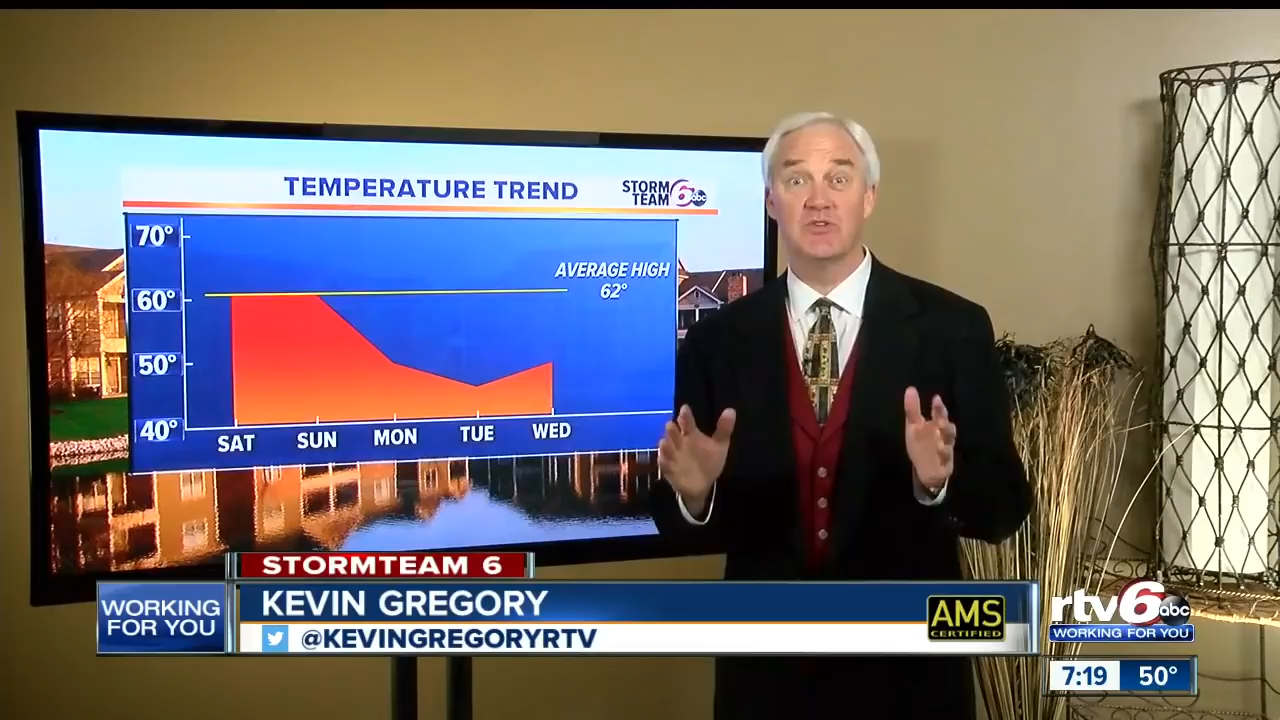 TEMPERATURE TREND
STORM
TEAM 6 abc
70°
AVERAGE HIGH
62°
60°
50°
40°
SAT SUN MON TUE WED
STORMTEAM 6
WORKING
FOR YOU
KEVIN GREGORY
@KEVINGREGORYRTV
AMS
CERTIFIED
rtv6 abc
WORKING FOR YOU
7:19 50°